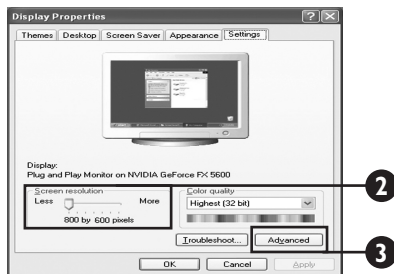 Display Properties
Themes Desktop Screen Saver Appearance Settings
Display:
Plug and Play Monitor on NVIDIA GeForce FX 5600
Screen resolution
Less More
800 by 600 pixels
Color quality
Highest (32 bit)
2
Troubleshoot... Advanced
3
OK Cancel Apply